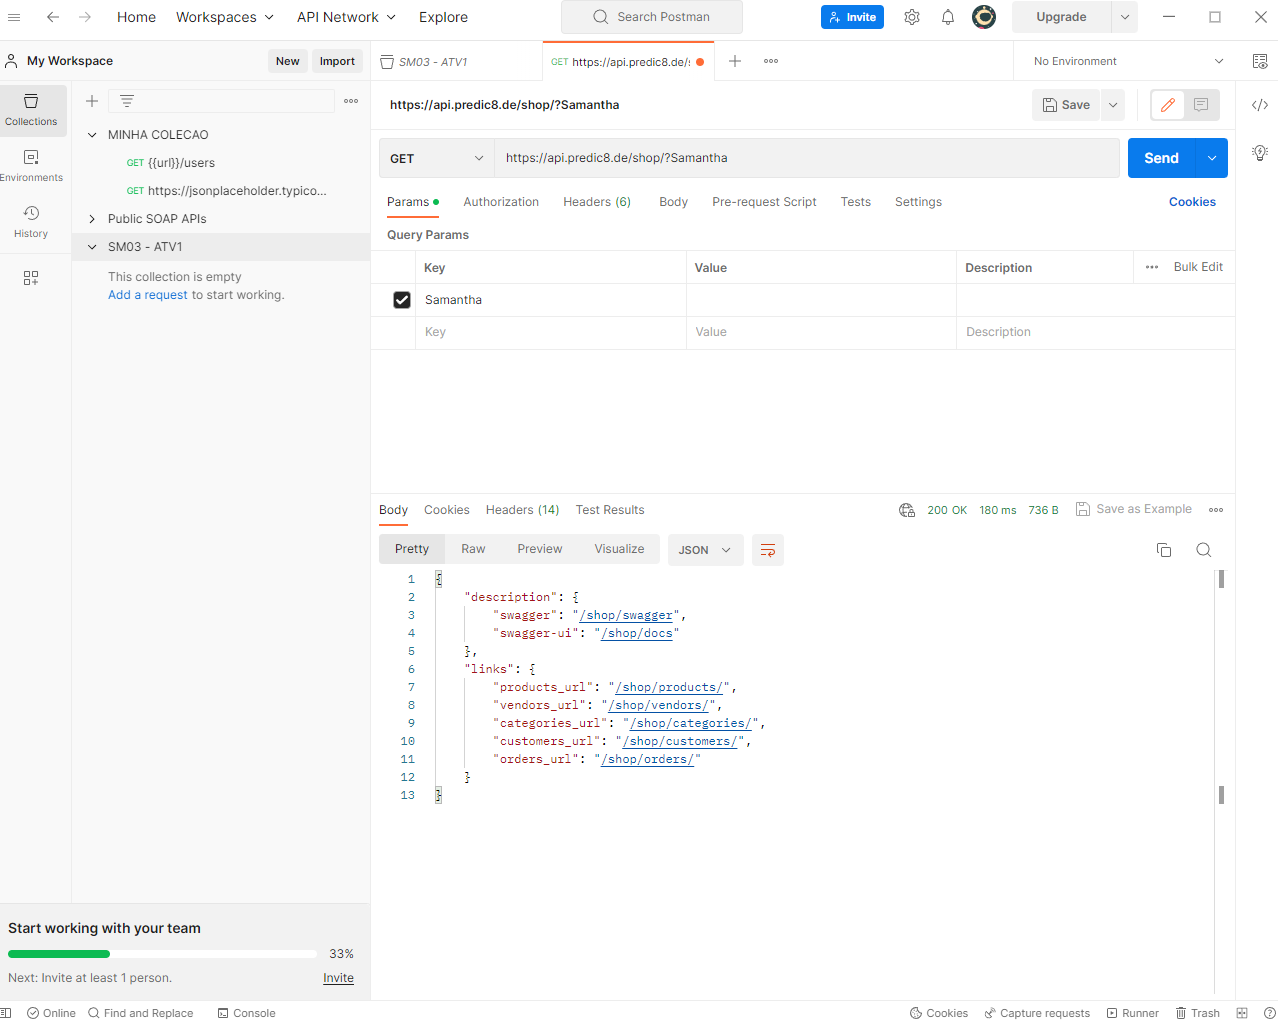 Home Workspaces API Network Explore Search Postman Invite Upgrade
My Workspace New Import SM03 - ATV1 GET https://api.predic8.de/s No Environment
Collections
Environments
History
MINHA COLECAO
GET {{url}}/users
GET https://jsonplaceholder.typico...
Public SOAP APIs
SM03 - ATV1
This collection is empty
Add a request to start working.
https://api.predic8.de/shop/?Samantha Save
GET https://api.predic8.de/shop/?Samantha Send
Params Authorization Headers (6) Body Pre-request Script Tests Settings Cookies
Query Params
Key Value Description Bulk Edit
Samantha
Key Value Description
Body Cookies Headers (14) Test Results 200 OK 180 ms 736 B Save as Example
Pretty Raw Preview Visualize JSON
1 {
2 "description": {
3 "swagger": "/shop/swagger",
4 "swagger-ui": "/shop/docs"
5 },
6 "links": {
7 "products_url": "/shop/products/",
8 "vendors_url": "/shop/vendors/",
9 "categories_url": "/shop/categories/",
10 "customers_url": "/shop/customers/",
11 "orders_url": "/shop/orders/"
12 }
13 }
Start working with your team
33%
Next: Invite at least 1 person. Invite
Online Find and Replace Console Cookies Capture requests Runner Trash